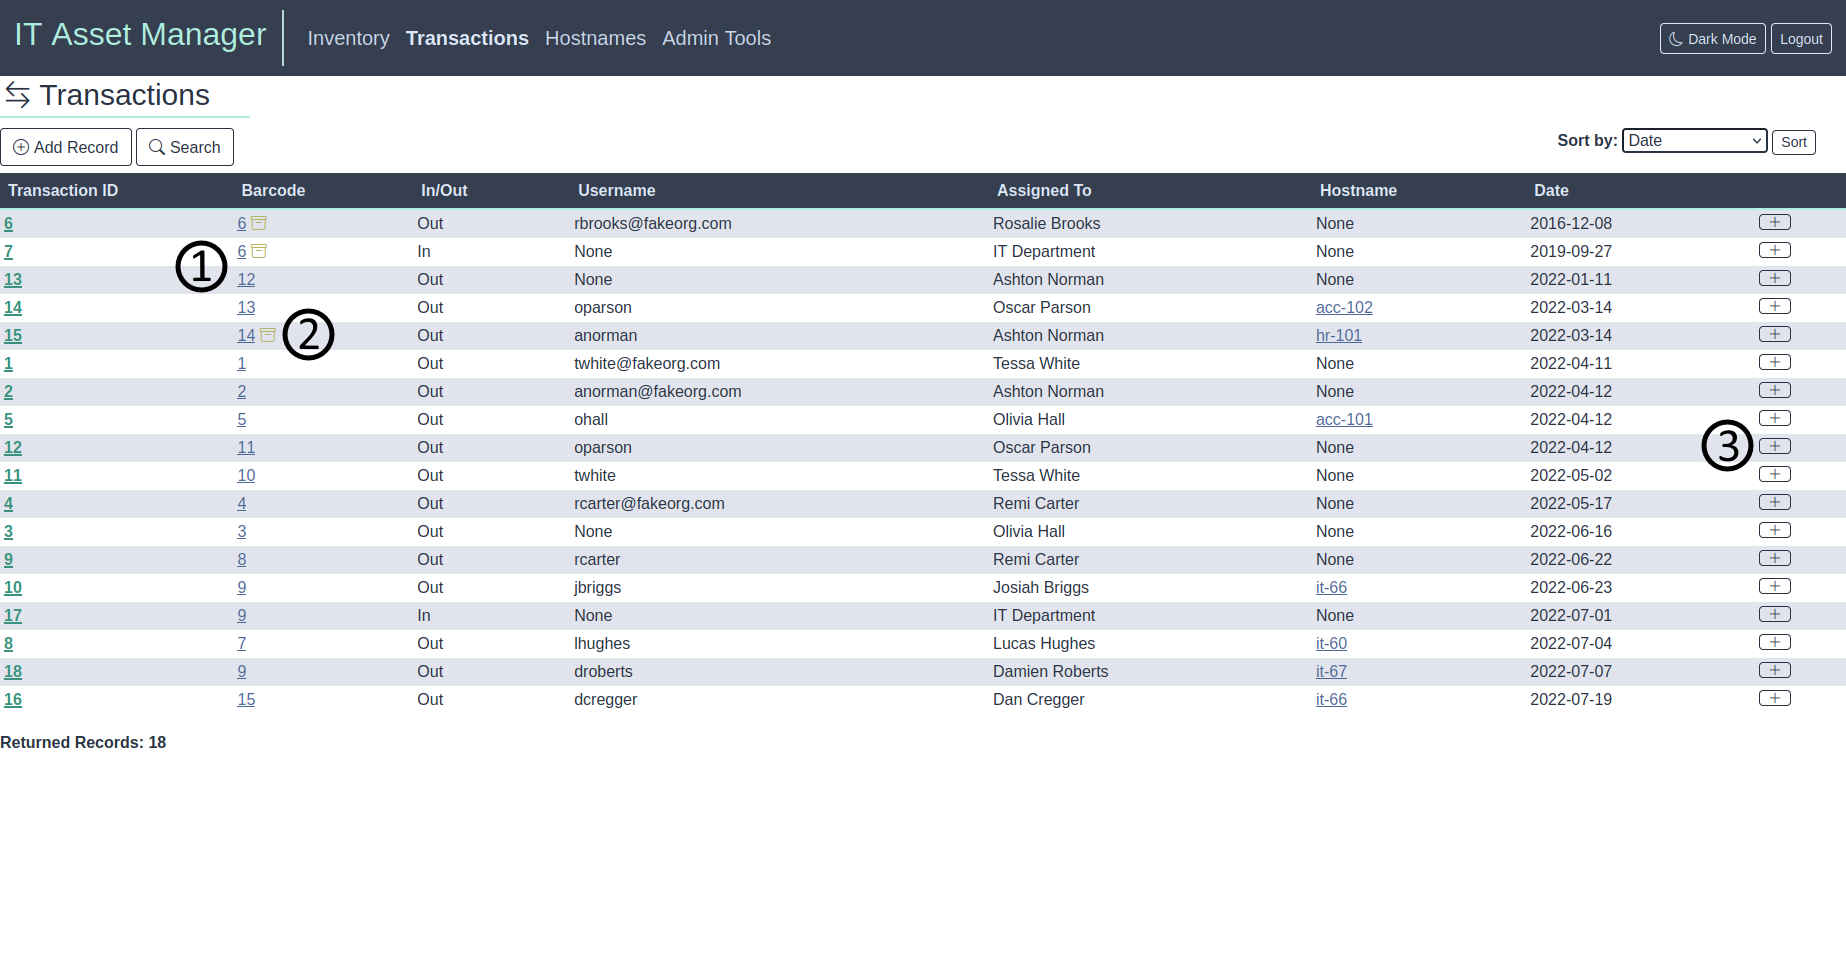 IT Asset Manager Inventory Transactions Hostnames Admin Tools Dark Mode Logout
Transactions
Add Record Search Sort by: Date Sort
Transaction ID Barcode In/Out Username Assigned To Hostname Date
6 6 Out rbrooks@fakeorg.com Rosalie Brooks None 2016-12-08
7 6 In None IT Department None 2019-09-27
1
13 12 Out None Ashton Norman None 2022-01-11
14 13 Out oparson Oscar Parson acc-102 2022-03-14
15 14 2 Out anorman Ashton Norman hr-101 2022-03-14
1 1 Out twhite@fakeorg.com Tessa White None 2022-04-11
2 2 Out anorman@fakeorg.com Ashton Norman None 2022-04-12
5 5 Out ohall Olivia Hall acc-101 2022-04-12
12 11 Out oparson Oscar Parson None 2022-04-12 3
11 10 Out twhite Tessa White None 2022-05-02
4 4 Out rcarter@fakeorg.com Remi Carter None 2022-05-17
3 3 Out None Olivia Hall None 2022-06-16
9 8 Out rcarter Remi Carter None 2022-06-22
10 9 Out jbriggs Josiah Briggs it-66 2022-06-23
17 9 In None IT Department None 2022-07-01
8 7 Out lhughes Lucas Hughes it-60 2022-07-04
18 9 Out droberts Damien Roberts it-67 2022-07-07
16 15 Out dcregger Dan Cregger it-66 2022-07-19
Returned Records: 18